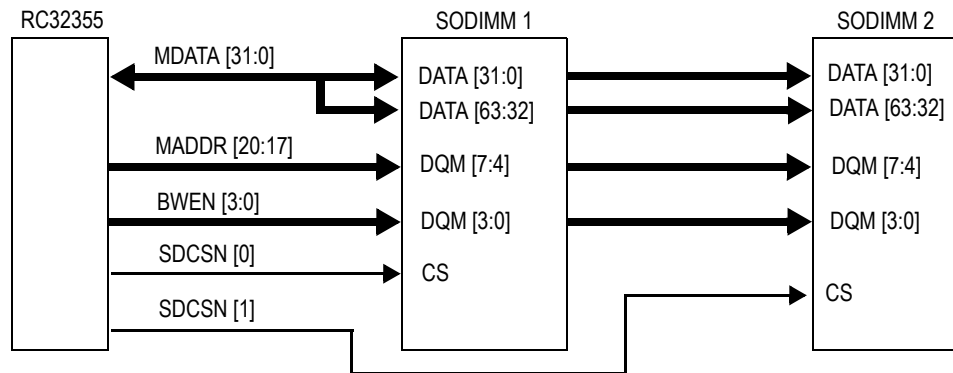 RC32355
SODIMM 1
SODIMM 2
MDATA [31:0]
DATA [31:0]
DATA [31:0]
DATA [63:32]
DATA [63:32]
MADDR [20:17]
DQM [7:4]
DQM [7:4]
BWEN [3:0]
DQM [3:0]
DQM [3:0]
SDCSN [0]
CS
SDCSN [1]
CS